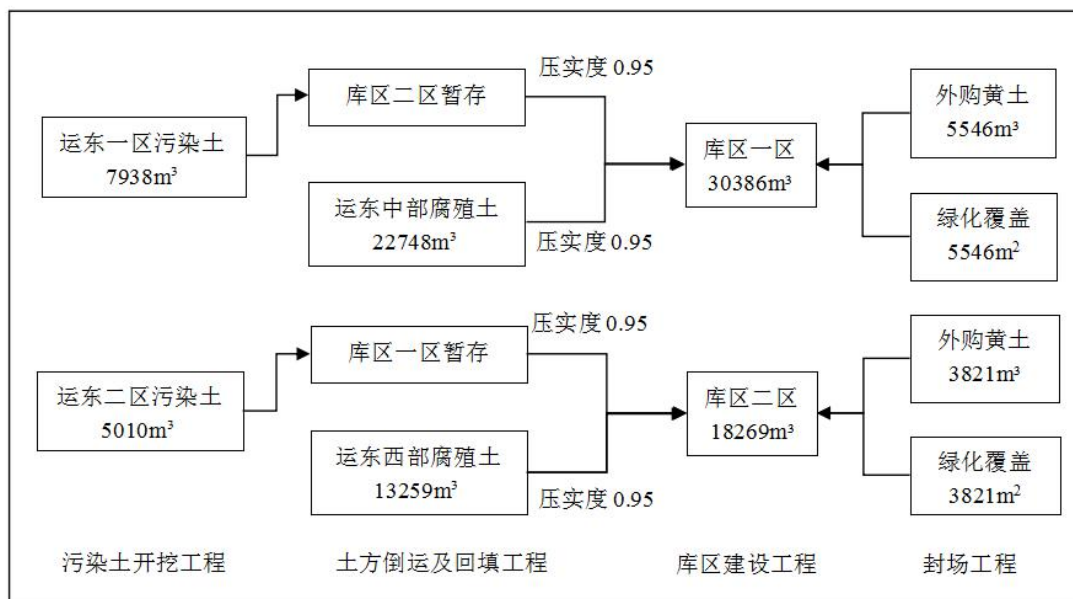 压实度 0.95
库区二区暂存
外购黄土
5546m³
运东一区污染土
7938m³
库区一区
30386m³
运东中部腐殖土
22748m³
压实度 0.95
绿化覆盖
5546m²
压实度 0.95
库区一区暂存
外购黄土
3821m³
运东二区污染土
5010m³
库区二区
18269m³
运东西部腐殖土
13259m³
压实度 0.95
绿化覆盖
3821m²
污染土开挖工程
土方倒运及回填工程
库区建设工程
封场工程